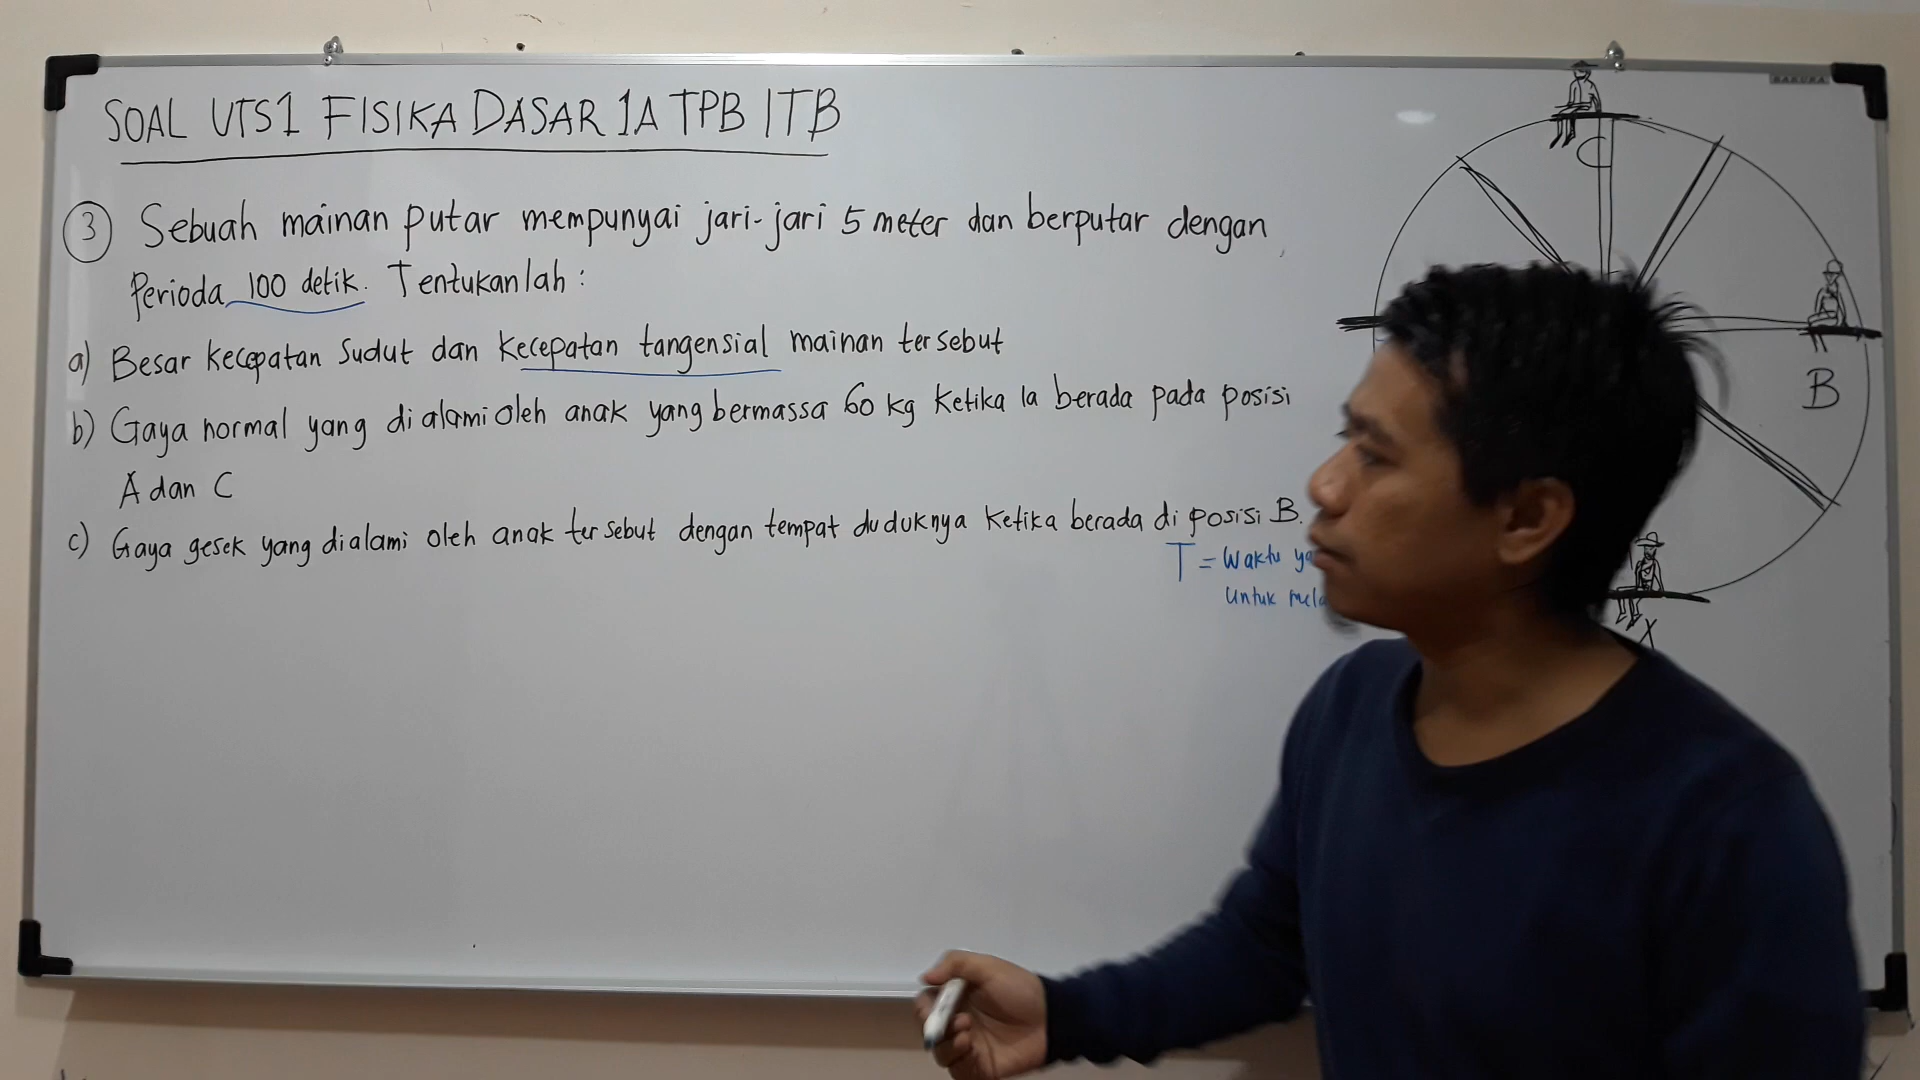 SOAL UTS1 FISIKA DASAR 1A TPB ITB
3 Sebuah mainan putar mempunyai jari-jari 5 meter dan berputar dengan
Perioda 100 detik. Tentukanlah :
a) Besar kecepatan sudut dan kecepatan tangensial mainan tersebut
b) Gaya normal yang dialami oleh anak yang bermassa 60 kg ketika ia berada pada posisi
A dan C
c) Gaya gesek yang dialami oleh anak tersebut dengan tempat duduknya ketika berada di posisi B.
T = Waktu
Untuk
C
B
SAKURA